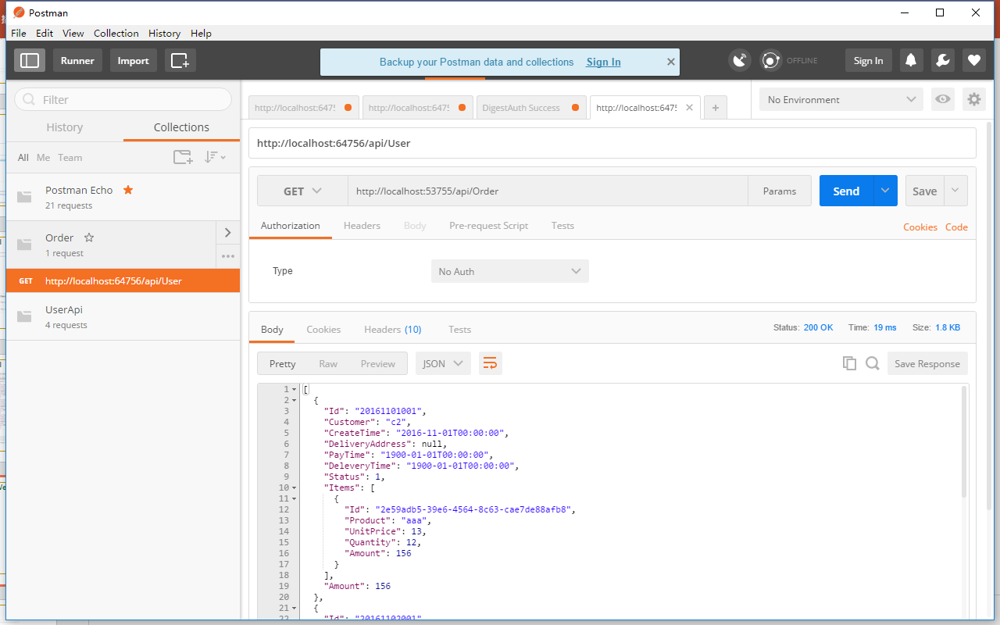 Postman
File Edit View Collection History Help
Runner Import Backup your Postman data and collections Sign In OFFLINE Sign In
Filter
History Collections
All Me Team
Postman Echo
21 requests
Order
1 request
GET http://localhost:64756/api/User
UserApi
4 requests
http://localhost:6475 http://localhost:6475 DigestAuth Success http://localhost:6475 No Environment
http://localhost:64756/api/User
GET http://localhost:53755/api/Order Params Send Save
Authorization Headers Body Pre-request Script Tests Cookies Code
Type No Auth
Body Cookies Headers (10) Tests Status: 200 OK Time: 19 ms Size: 1.8 KB
Pretty Raw Preview JSON Save Response
1 [
2 {
3 "Id": "20161101001",
4 "Customer": "c2",
5 "CreateTime": "2016-11-01T00:00:00",
6 "DeliveryAddress": null,
7 "PayTime": "1900-01-01T00:00:00",
8 "DeleveryTime": "1900-01-01T00:00:00",
9 "Status": 1,
10 "Items": [
11 {
12 "Id": "2e59adb5-39e6-4564-8c63-cae7de88afb8",
13 "Product": "aaa",
14 "UnitPrice": 13,
15 "Quantity": 12,
16 "Amount": 156
17 }
18 ],
19 "Amount": 156
20 },
21 {
22 "Id": "20161102001",